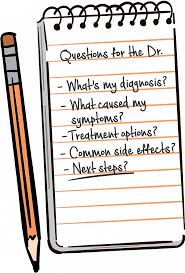 Questions for the Dr.
- What's my diagnosis?
- What caused my
symptoms?
- Treatment options?
- Common side effects?
- Next steps?